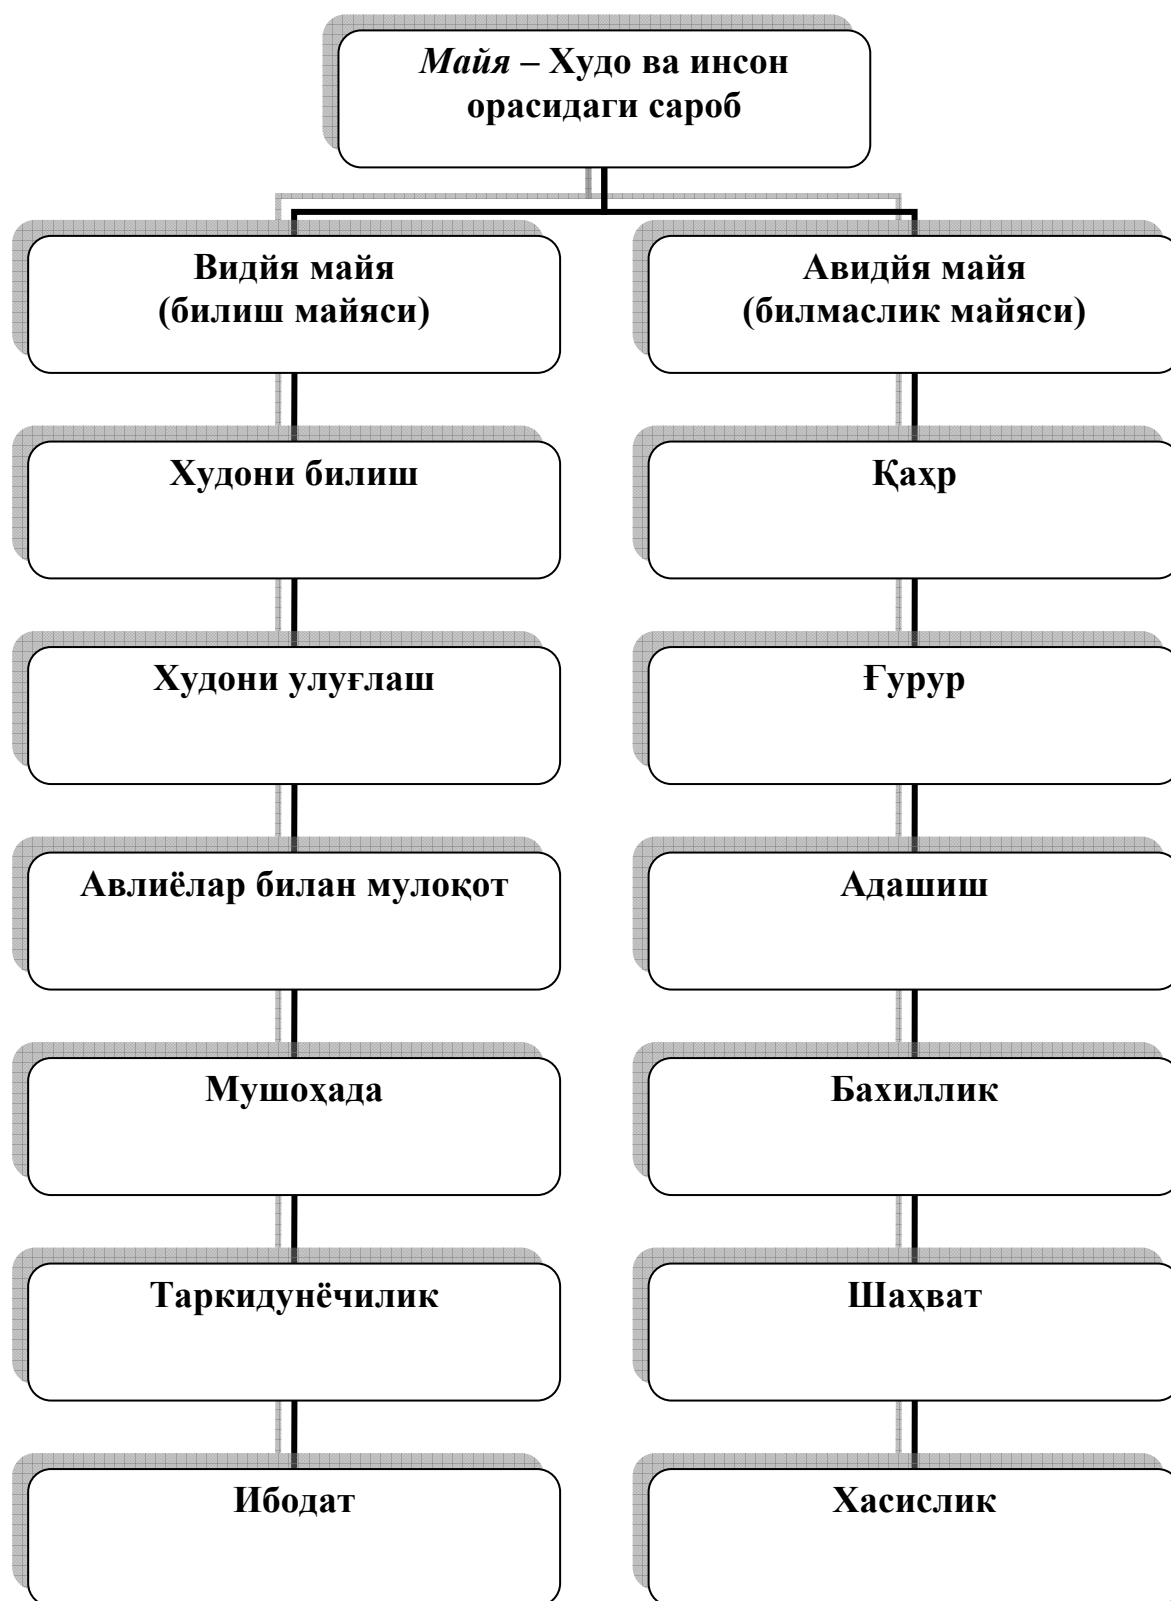 Майя – Худо ва инсон
орасидаги сароб
Видйя майя
(билиш майяси)
Авидйя майя
(билмаслик майяси)
Худони билиш
Қаҳр
Худони улуғлаш
Ғурур
Авлиёлар билан мулоқот
Адашиш
Мушоҳада
Бахиллик
Таркидунёчилик
Шаҳват
Ибодат
Хасислик